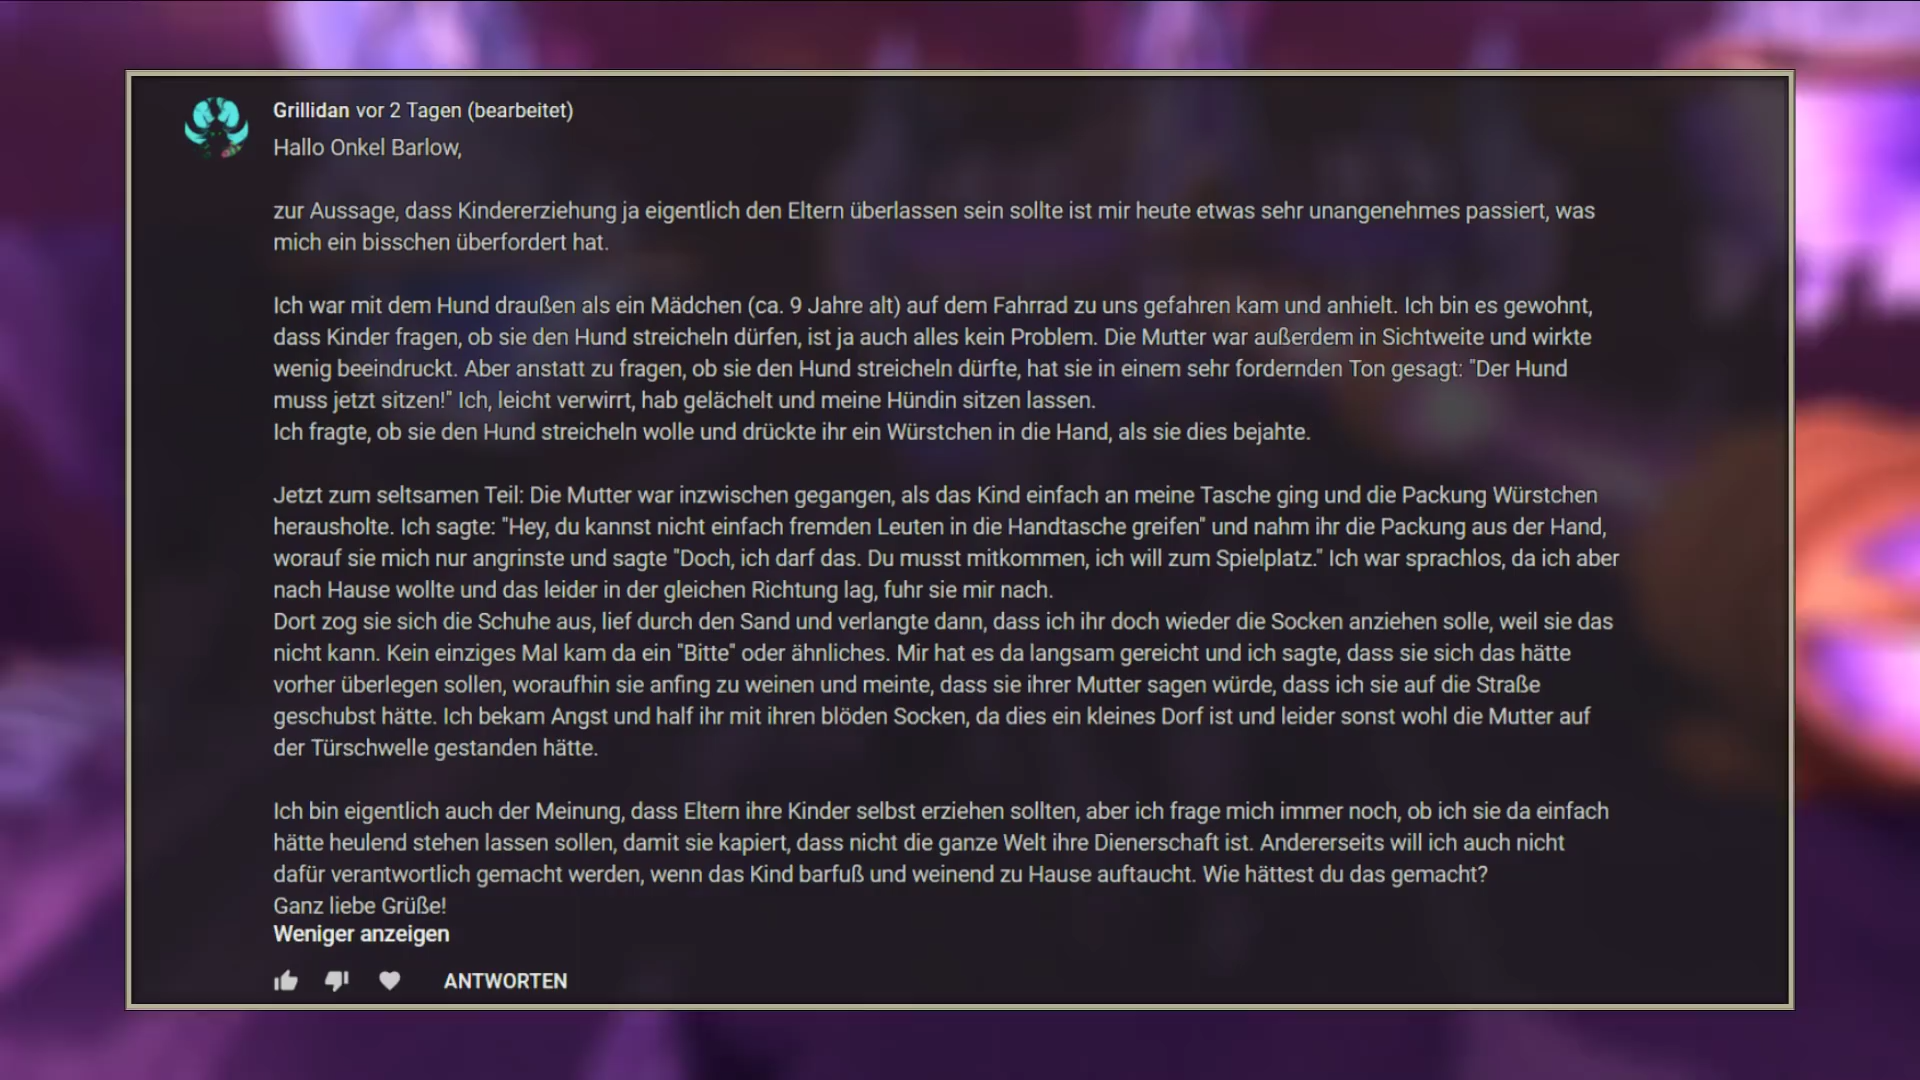 Grillidan vor 2 Tagen (bearbeitet)
Hallo Onkel Barlow,
zur Aussage, dass Kindererziehung ja eigentlich den Eltern überlassen sein sollte ist mir heute etwas sehr unangenehmes passiert, was
mich ein bisschen überfordert hat.
Ich war mit dem Hund draußen als ein Mädchen (ca. 9 Jahre alt) auf dem Fahrrad zu uns gefahren kam und anhielt. Ich bin es gewohnt,
dass Kinder fragen, ob sie den Hund streicheln dürfen, ist ja auch alles kein Problem. Die Mutter war außerdem in Sichtweite und wirkte
wenig beeindruckt. Aber anstatt zu fragen, ob sie den Hund streicheln dürfte, hat sie in einem sehr fordernden Ton gesagt: "Der Hund
muss jetzt sitzen!" Ich, leicht verwirrt, hab gelächelt und meine Hündin sitzen lassen.
Ich fragte, ob sie den Hund streicheln wolle und drückte ihr ein Würstchen in die Hand, als sie dies bejahte.
Jetzt zum seltsamen Teil: Die Mutter war inzwischen gegangen, als das Kind einfach an meine Tasche ging und die Packung Würstchen
herausholte. Ich sagte: "Hey, du kannst nicht einfach fremden Leuten in die Handtasche greifen" und nahm ihr die Packung aus der Hand,
worauf sie mich nur angrinste und sagte "Doch, ich darf das. Du musst mitkommen, ich will zum Spielplatz." Ich war sprachlos, da ich aber
nach Hause wollte und das leider in der gleichen Richtung lag, fuhr sie mir nach.
Dort zog sie sich die Schuhe aus, lief durch den Sand und verlangte dann, dass ich ihr doch wieder die Socken anziehen solle, weil sie das
nicht kann. Kein einziges Mal kam da ein "Bitte" oder ähnliches. Mir hat es da langsam gereicht und ich sagte, dass sie sich das hätte
vorher überlegen sollen, woraufhin sie anfing zu weinen und meinte, dass sie ihrer Mutter sagen würde, dass ich sie auf die Straße
geschubst hätte. Ich bekam Angst und half ihr mit ihren blöden Socken, da dies ein kleines Dorf ist und leider sonst wohl die Mutter auf
der Türschwelle gestanden hätte.
Ich bin eigentlich auch der Meinung, dass Eltern ihre Kinder selbst erziehen sollten, aber ich frage mich immer noch, ob ich sie da einfach
hätte heulend stehen lassen sollen, damit sie kapiert, dass nicht die ganze Welt ihre Dienerschaft ist. Andererseits will ich auch nicht
dafür verantwortlich gemacht werden, wenn das Kind barfuß und weinend zu Hause auftaucht. Wie hättest du das gemacht?
Ganz liebe Grüße!
Weniger anzeigen
ANTWORTEN